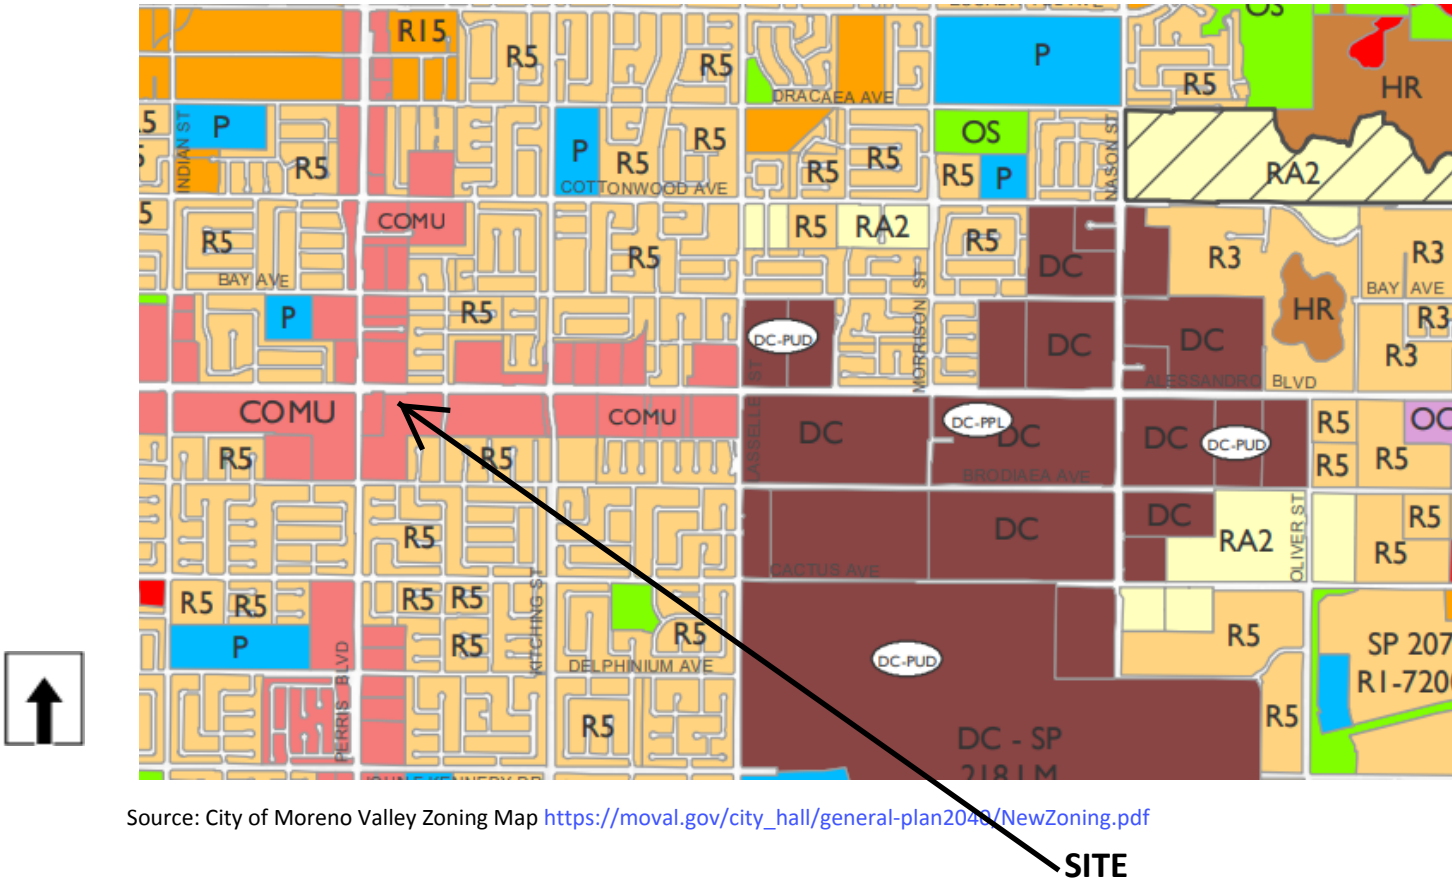 OS
R15
R5
R5
P
R5
HR
DRACAEA AVE
.5
P
OS
INDIAN ST
R5
P
R5
R5
R5
R5
R5
P
NASON ST
RA2
COTTONWOOD AVE
5
COMU
R5
RA2
R5
R5
R5
DC
R3
R3
BAY AVE
BAY AVE
P
R5
DC-PUD
MORRISON ST
DC
DC
HR
R3
R3
ALESSANDRO BLVD
COMU
COMU
LASSELLE ST
DC
DC-PPL
DC
DC
DC-PUD
R5
OC
R5
R5
R5
R5
BRODIAEA AVE
R5
DC
DC
RA2
OLIVER ST
R5
R5
CACTUS AVE
R5
R5
R5
R5
KITCHING ST
R5
R5
SP 207
P
R5
DELPHINIUM AVE
DC-PUD
R1-720
PERRIS BLVD
R5
R5
DC - SP
218 LM
Source: City of Moreno Valley Zoning Map https://moval.gov/city_hall/general-plan2040/NewZoning.pdf
SITE